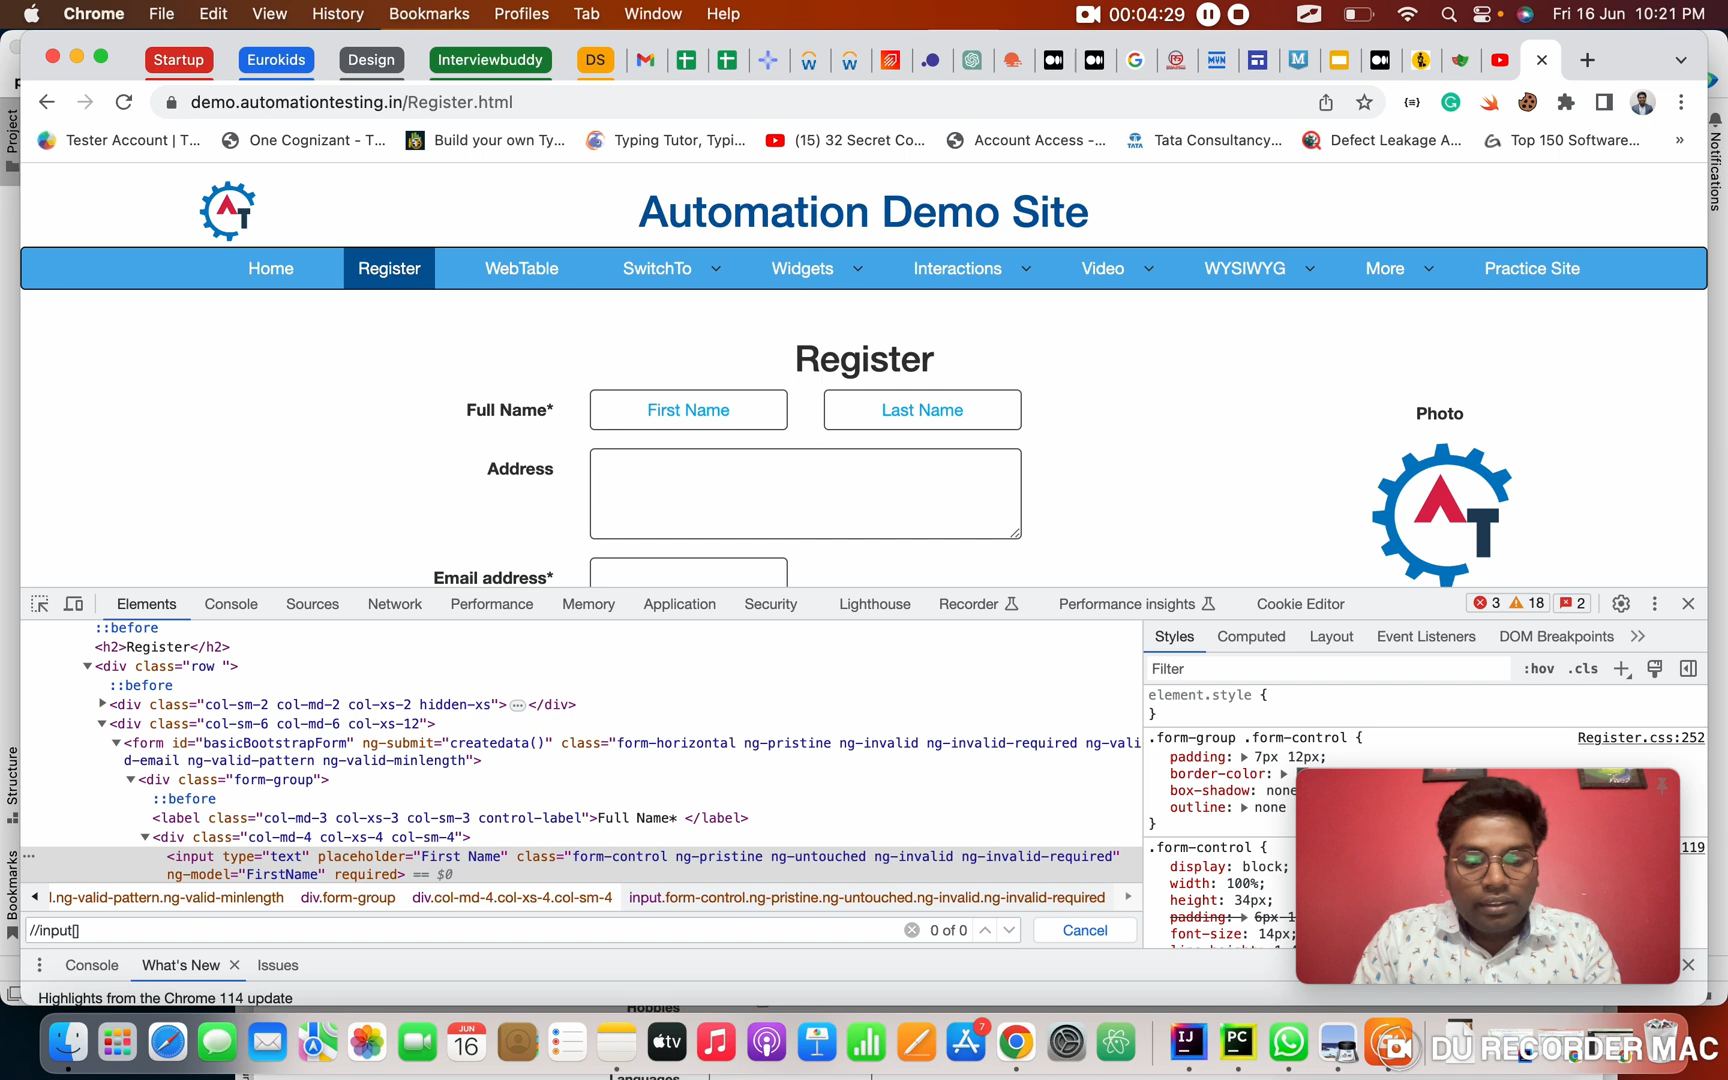 Chrome File Edit View History Bookmarks Profiles Tab Window Help 00:04:29 Fri 16 Jun 10:21 PM
Startup Eurokids Design Interviewbuddy DS
demo.automationtesting.in/Register.html
Tester Account | T... One Cognizant - T... Build your own Ty... Typing Tutor, Typi... (15) 32 Secret Co... Account Access -... Tata Consultancy... Defect Leakage A... Top 150 Software... »
Project
Notifications
Automation Demo Site
Home Register WebTable SwitchTo Widgets Interactions Video WYSIWYG More Practice Site
Register
Full Name* First Name Last Name
Photo
Address
Email address*
Elements Console Sources Network Performance Memory Application Security Lighthouse Recorder Performance insights Cookie Editor 3 18 2
::before
<h2>Register</h2>
<div class="row ">
::before
<div class="col-sm-2 col-md-2 col-xs-2 hidden-xs">…</div>
<div class="col-sm-6 col-md-6 col-xs-12">
<form id="basicBootstrapForm" ng-submit="createdata()" class="form-horizontal ng-pristine ng-invalid ng-invalid-required ng-vali
d-email ng-valid-pattern ng-valid-minlength">
<div class="form-group">
::before
<label class="col-md-3 col-xs-3 col-sm-3 control-label">Full Name* </label>
<div class="col-md-4 col-xs-4 col-sm-4">
<input type="text" placeholder="First Name" class="form-control ng-pristine ng-untouched ng-invalid ng-invalid-required"
ng-model="FirstName" required> == $0
l.ng-valid-pattern.ng-valid-minlength div.form-group div.col-md-4.col-xs-4.col-sm-4 input.form-control.ng-pristine.ng-untouched.ng-invalid.ng-invalid-required
//input[] 0 of 0 Cancel
Console What's New Issues
Highlights from the Chrome 114 update
Styles Computed Layout Event Listeners DOM Breakpoints »
Filter :hov .cls
element.style {
}
.form-group .form-control { Register.css:252
padding: 7px 12px;
border-color:
box-shadow: none
outline: none
}
.form-control { 119
display: block;
width: 100%;
height: 34px;
padding: 6px 1
font-size: 14px;
Structure
Bookmarks
Hobbies
JUN
16
tv
7
IJ
PC
Languages
DU RECORDER MAC